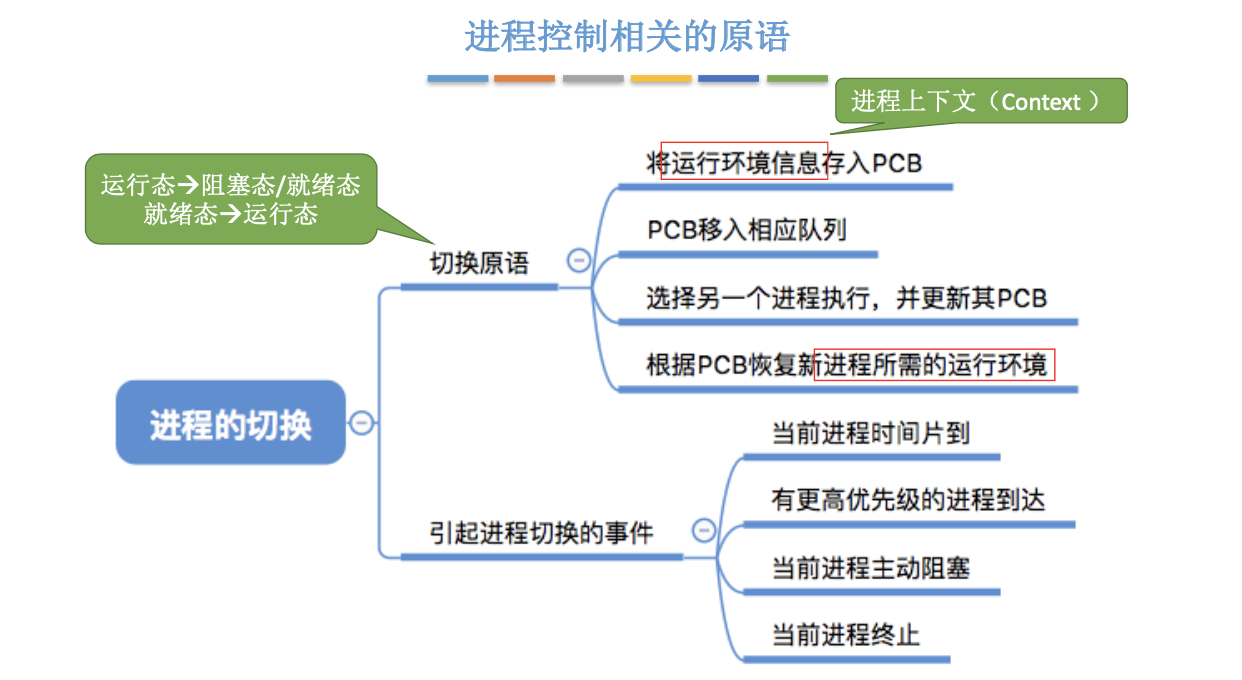 进程控制相关的原语
进程上下文（Context ）
将运行环境信息存入PCB
运行态→阻塞态/就绪态
就绪态→运行态
PCB移入相应队列
切换原语
选择另一个进程执行，并更新其PCB
根据PCB恢复新进程所需的运行环境
进程的切换
当前进程时间片到
有更高优先级的进程到达
引起进程切换的事件
当前进程主动阻塞
当前进程终止